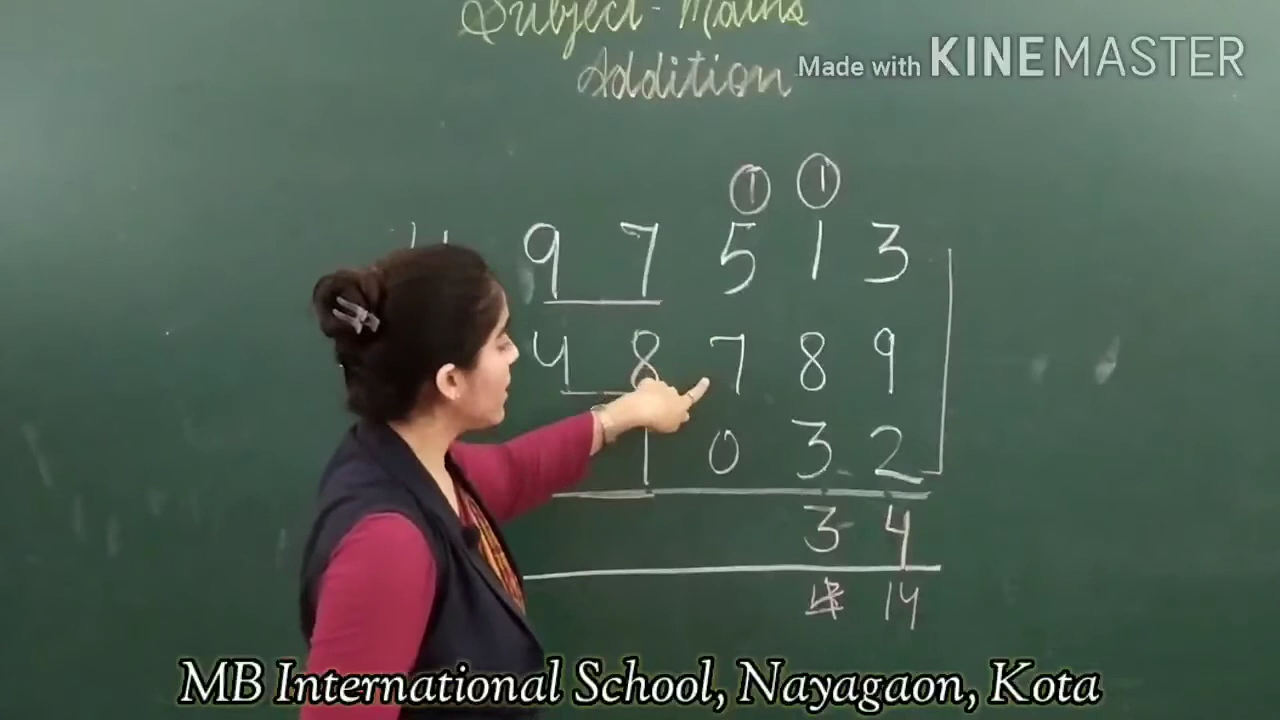 Subject - Maths
Addition
Made with KINEMASTER
1 1
9 7 5 1 3
4 8 7 8 9
1 0 3 2
3 4
14
MB International School, Nayagaon, Kota